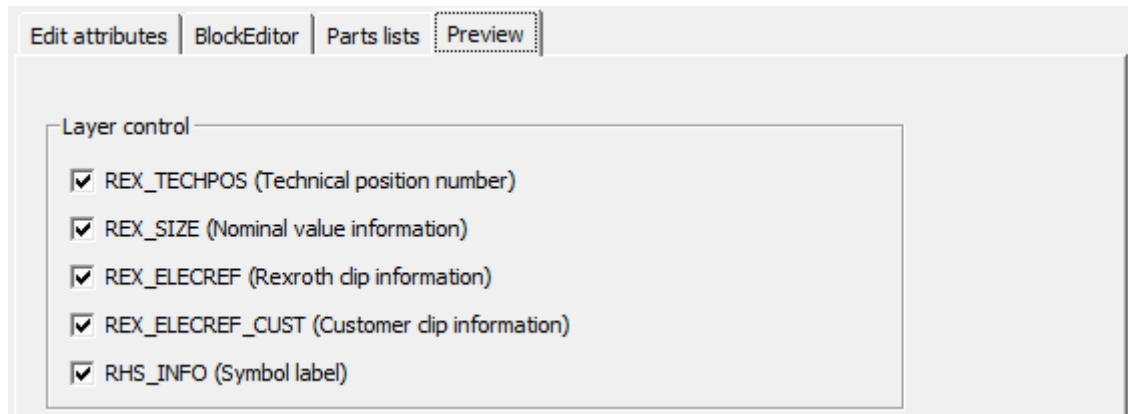 Edit attributes BlockEditor Parts lists Preview
Layer control
REX_TECHPOS (Technical position number)
REX_SIZE (Nominal value information)
REX_ELECREF (Rexroth clip information)
REX_ELECREF_CUST (Customer clip information)
RHS_INFO (Symbol label)